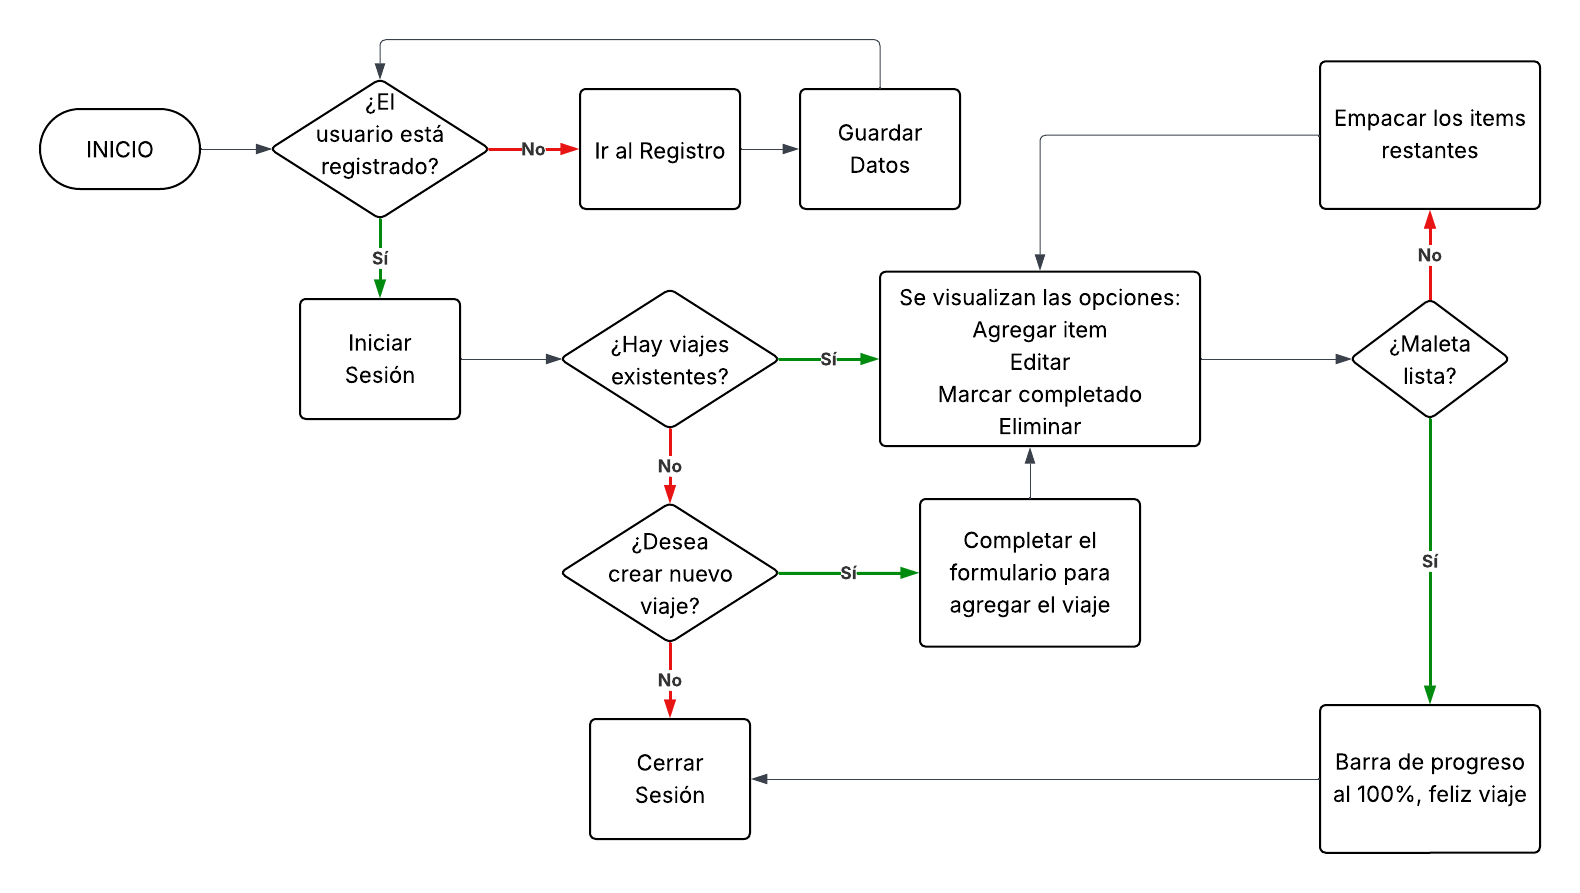 INICIO
¿El
usuario está
registrado?
No
Ir al Registro
Guardar
Datos
Empacar los items
restantes
Sí
No
Iniciar
Sesión
¿Hay viajes
existentes?
Sí
Se visualizan las opciones:
Agregar item
Editar
Marcar completado
Eliminar
¿Maleta
lista?
No
¿Desea
crear nuevo
viaje?
Sí
Completar el
formulario para
agregar el viaje
Sí
No
Cerrar
Sesión
Barra de progreso
al 100%, feliz viaje